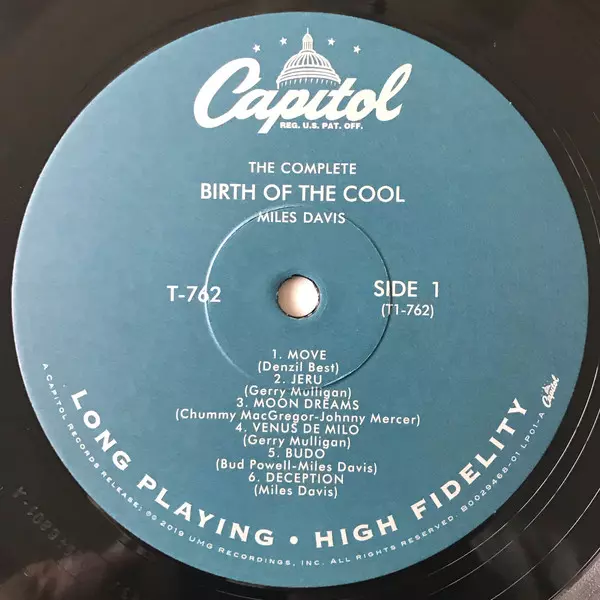 Capitol
REG. U.S. PAT. OFF.
THE COMPLETE
BIRTH OF THE COOL
MILES DAVIS
T-762
SIDE 1
(T1-762)
1. MOVE
(Denzil Best)
2. JERU
(Gerry Mulligan)
3. MOON DREAMS
(Chummy MacGregor-Johnny Mercer)
4. VENUS DE MILO
(Gerry Mulligan)
5. BUDO
(Bud Powell-Miles Davis)
6. DECEPTION
(Miles Davis)
LONG PLAYING • HIGH FIDELITY
A CAPITOL RECORDS RELEASE; ℗ © 2019 UMG RECORDINGS, INC. ALL RIGHTS RESERVED. B0029468-01 LP01-A Capitol